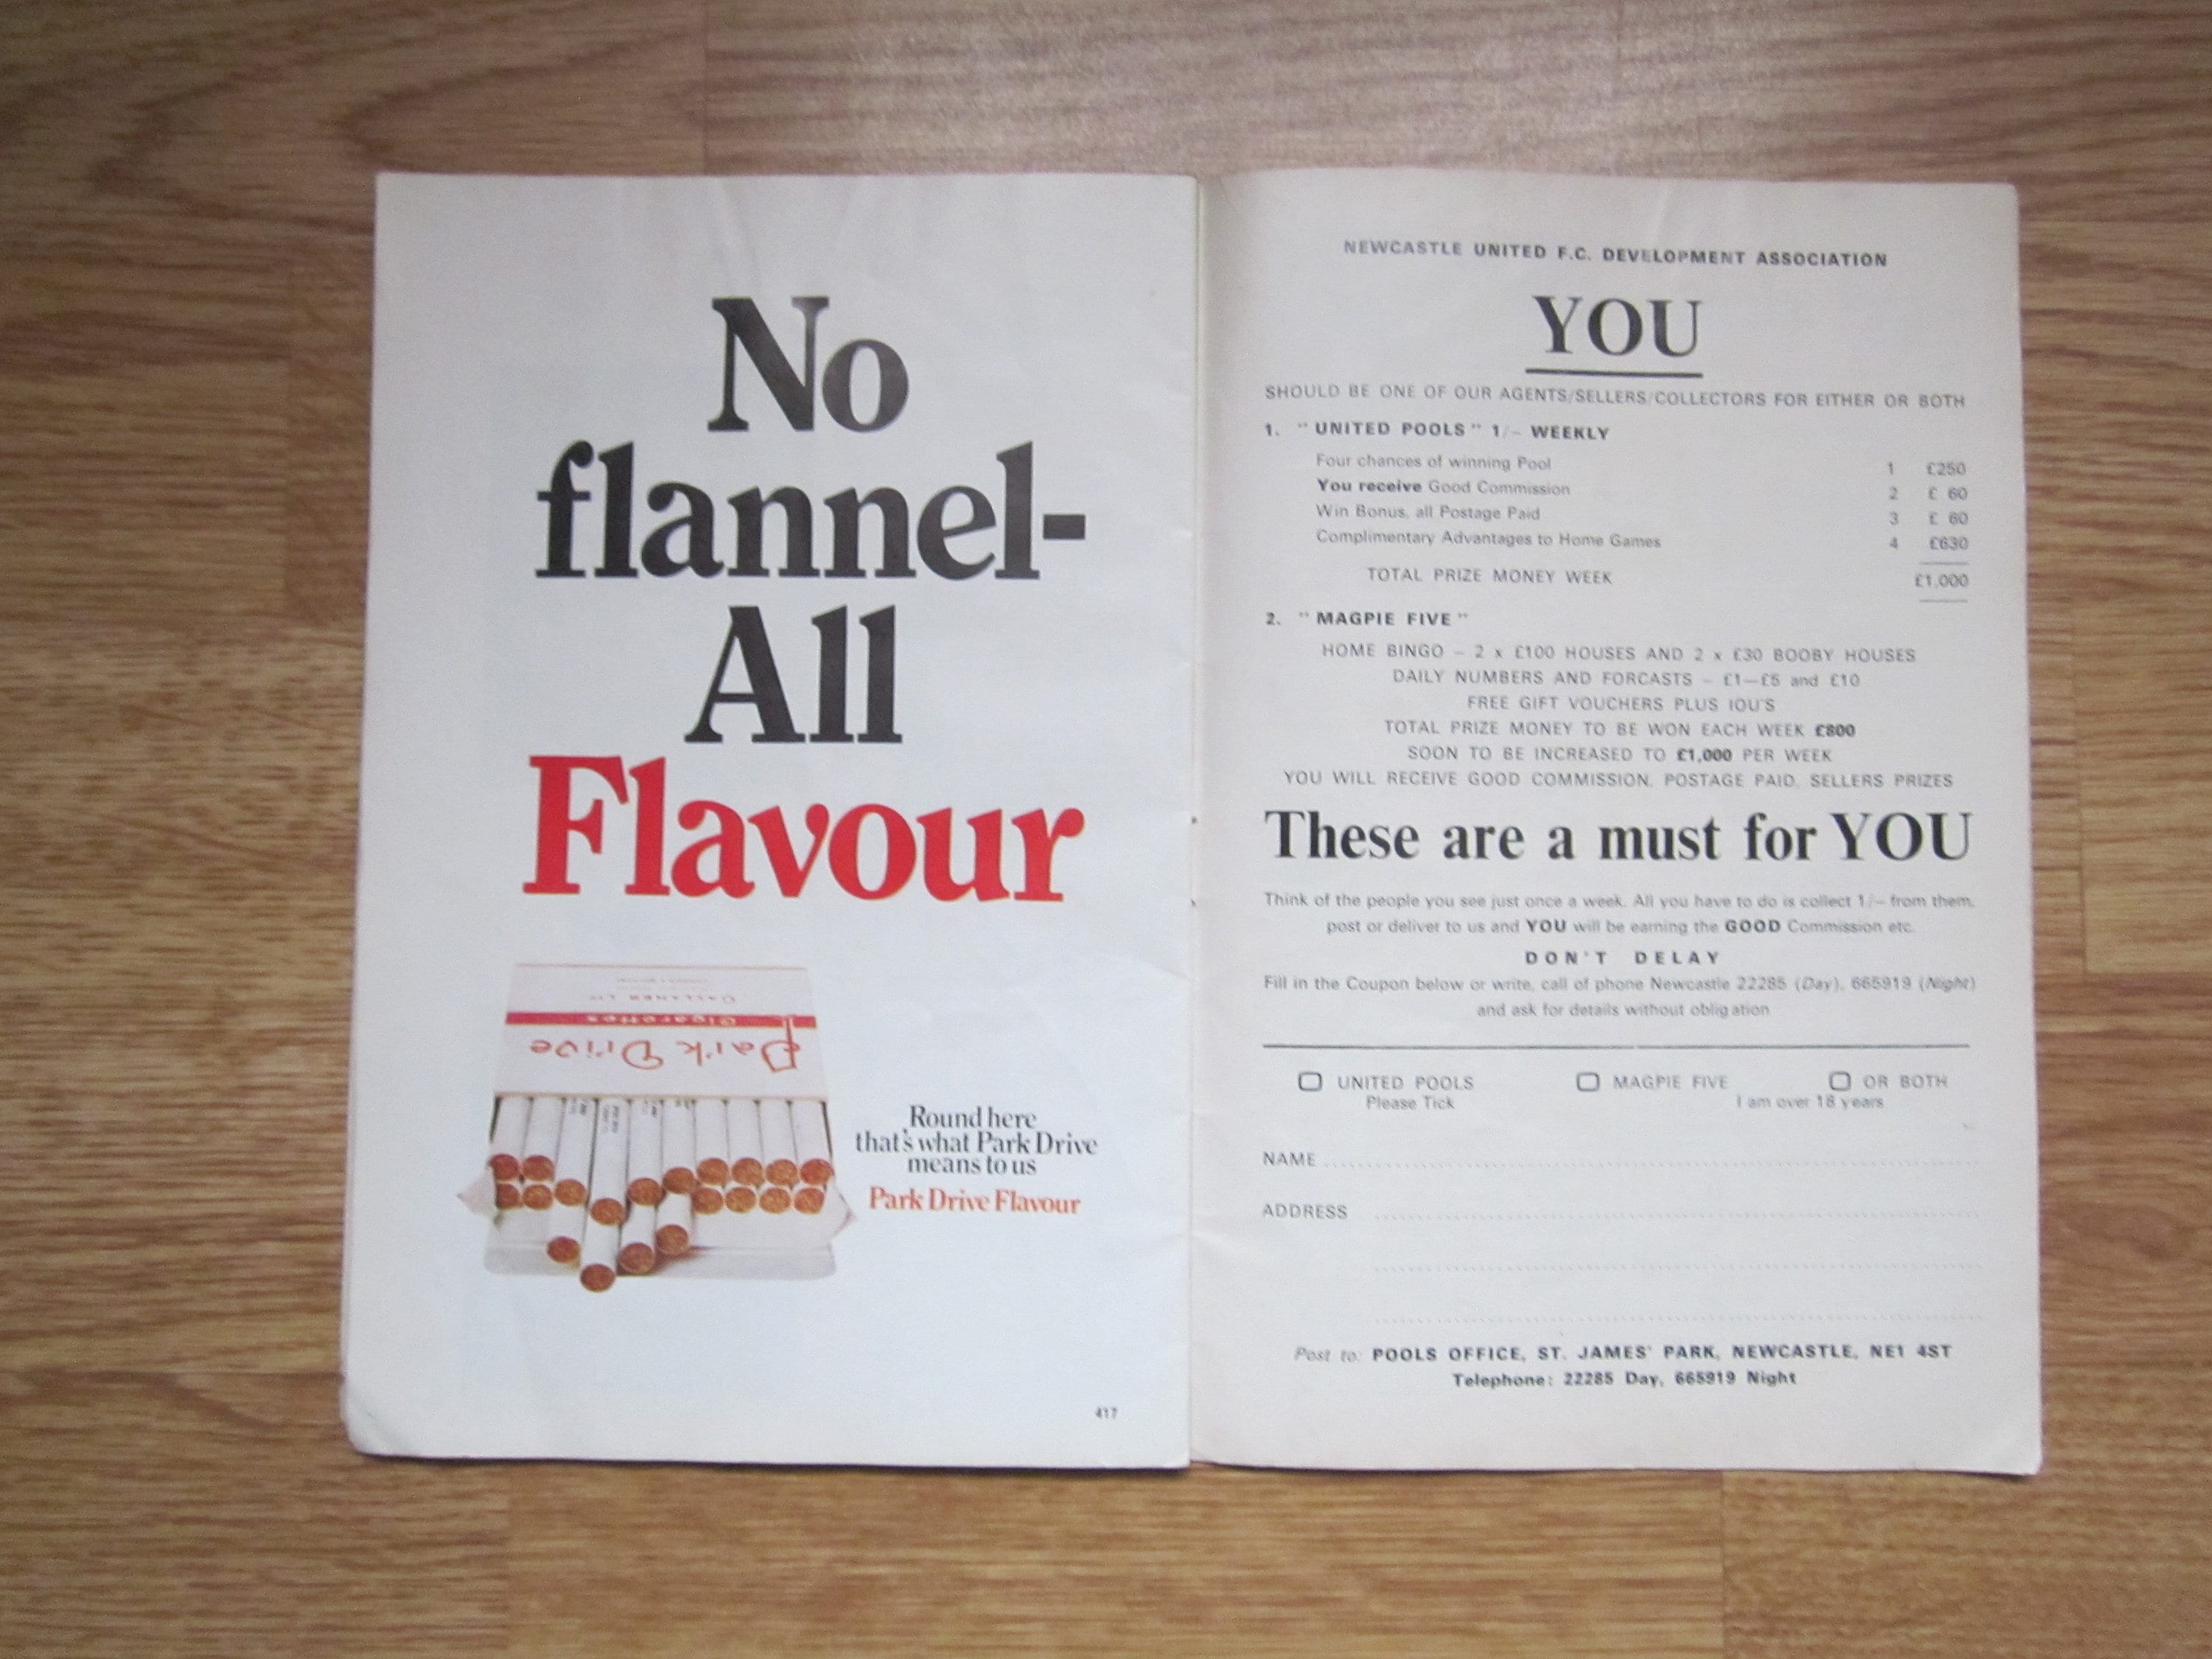 No
flannel-
All
Flavour
GALLAHER LTD
Cigarettes
Park Drive
Round here
that's what Park Drive
means to us
Park Drive Flavour
417
NEWCASTLE UNITED F.C. DEVELOPMENT ASSOCIATION
YOU
SHOULD BE ONE OF OUR AGENTS/SELLERS/COLLECTORS FOR EITHER OR BOTH
1. "UNITED POOLS" 1/- WEEKLY
Four chances of winning Pool 1 £250
You receive Good Commission 2 £ 60
Win Bonus, all Postage Paid 3 £ 60
Complimentary Advantages to Home Games 4 £630
TOTAL PRIZE MONEY WEEK £1,000
2. "MAGPIE FIVE"
HOME BINGO – 2 x £100 HOUSES AND 2 x £30 BOOBY HOUSES
DAILY NUMBERS AND FORCASTS – £1–£5 and £10
FREE GIFT VOUCHERS PLUS IOU'S
TOTAL PRIZE MONEY TO BE WON EACH WEEK £800
SOON TO BE INCREASED TO £1,000 PER WEEK
YOU WILL RECEIVE GOOD COMMISSION, POSTAGE PAID, SELLERS PRIZES
These are a must for YOU
Think of the people you see just once a week. All you have to do is collect 1/– from them,
post or deliver to us and YOU will be earning the GOOD Commission etc.
DON'T DELAY
Fill in the Coupon below or write, call of phone Newcastle 22285 (Day), 665919 (Night)
and ask for details without obligation
UNITED POOLS MAGPIE FIVE OR BOTH
Please Tick I am over 18 years
NAME
ADDRESS
Post to: POOLS OFFICE, ST. JAMES' PARK, NEWCASTLE, NE1 4ST
Telephone: 22285 Day, 665919 Night